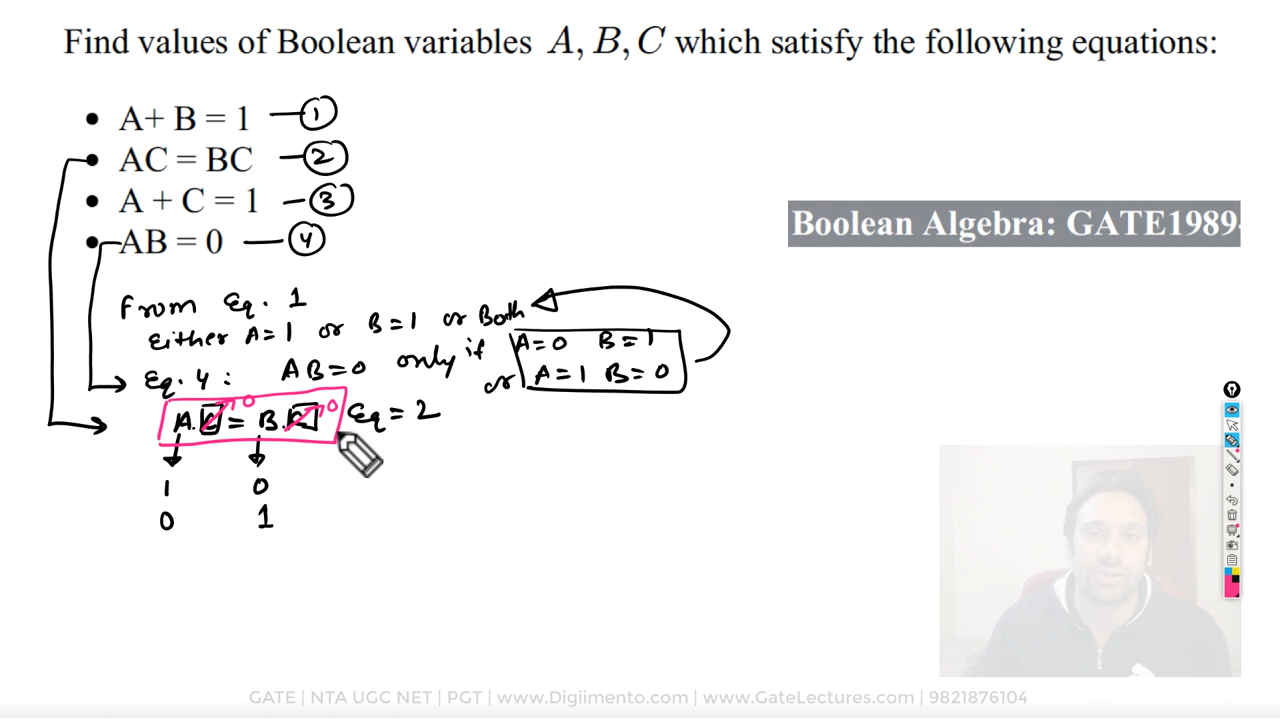 Find values of Boolean variables A, B, C which satisfy the following equations:
• A+ B = 1 — 1
• AC = BC — 2
• A + C = 1 — 3
• AB = 0 — 4
Boolean Algebra: GATE1989-
From Eq. 1
Either A=1 or B=1 or Both
Eq. 4: AB=0 only if A=0 B=1
or A=1 B=0
A.C = B.C Eq = 2
0 0
1 0
0 1
GATE | NTA UGC NET | PGT | www.Digiimento.com | www.GateLectures.com | 9821876104